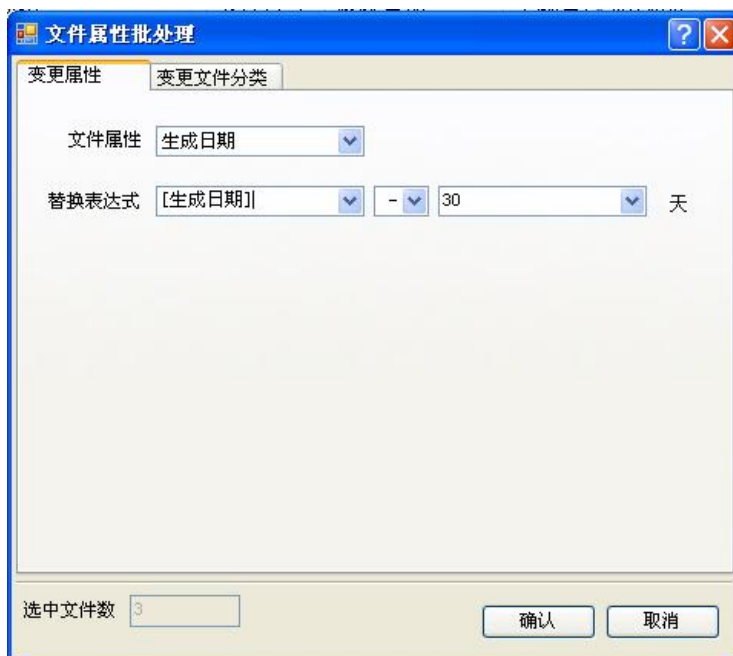 文件属性批处理
变更属性 变更文件分类
文件属性 生成日期
替换表达式 [生成日期] - 30 天
选中文件数 3 确认 取消